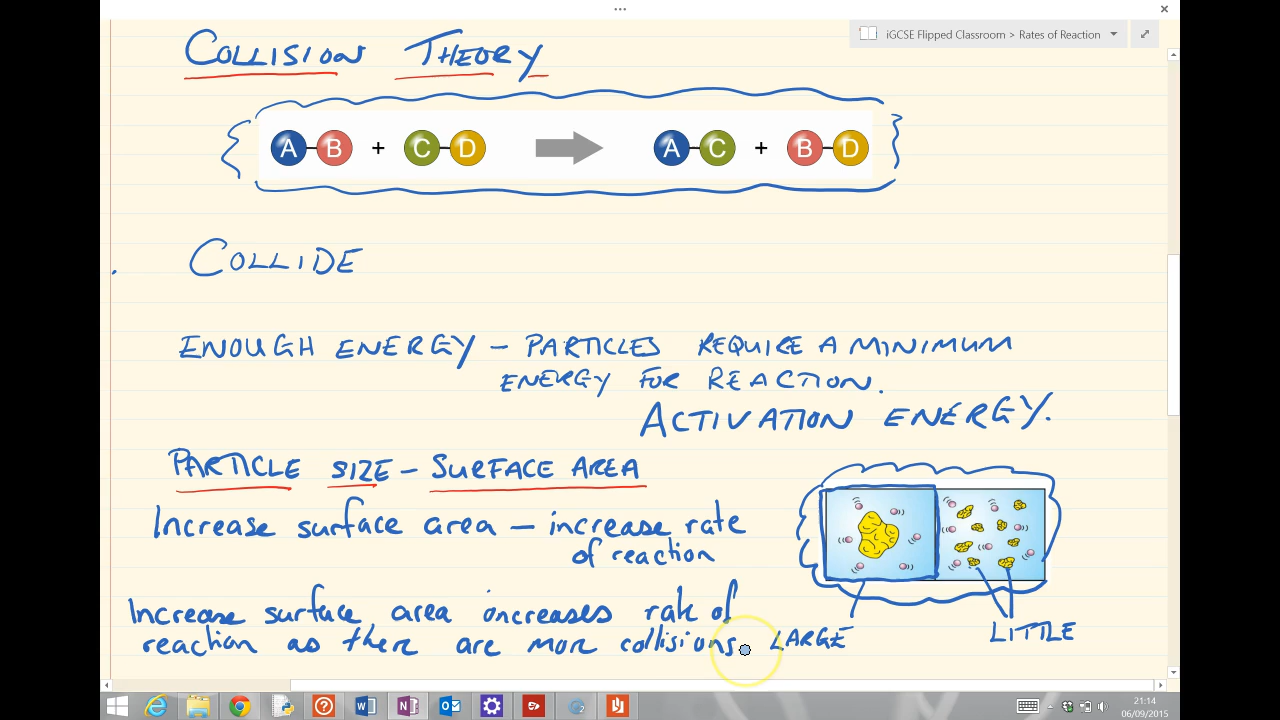 iGCSE Flipped Classroom > Rates of Reaction
COLLISION THEORY
A B + C D A C + B D
COLLIDE
ENOUGH ENERGY – PARTICLES REQUIRE A MINIMUM
ENERGY FOR REACTION.
ACTIVATION ENERGY.
PARTICLE SIZE – SURFACE AREA
Increase surface area – increase rate
of reaction
Increase surface area increases rate of
reaction as there are more collisions.
LARGE
LITTLE
21:14
06/09/2015